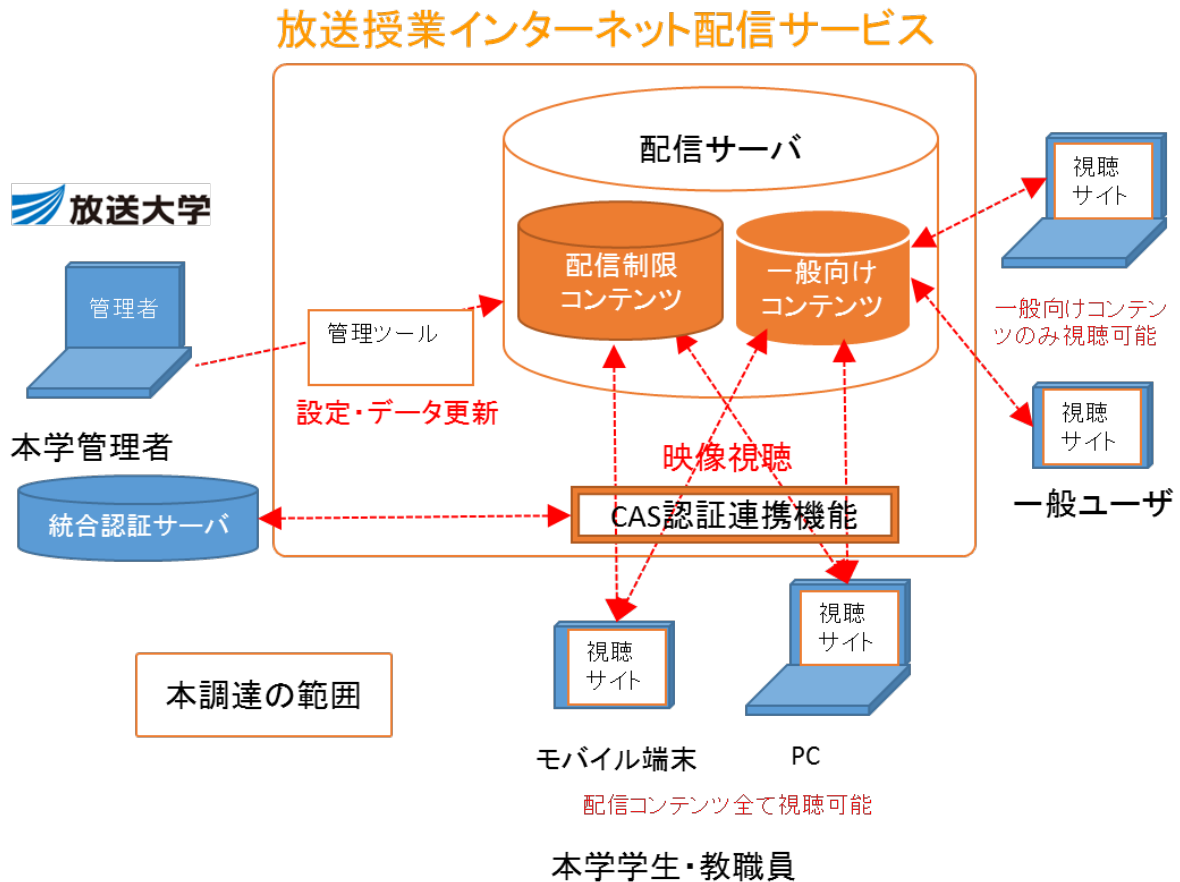 放送授業インターネット配信サービス
配信サーバ
視聴
サイト
放送大学
配信制限
コンテンツ
一般向け
コンテンツ
管理者
管理ツール
一般向けコンテン
ツのみ視聴可能
設定・データ更新
視聴
サイト
本学管理者
映像視聴
一般ユーザ
統合認証サーバ
CAS認証連携機能
視聴
サイト
視聴
サイト
本調達の範囲
モバイル端末
PC
配信コンテンツ全て視聴可能
本学学生・教職員